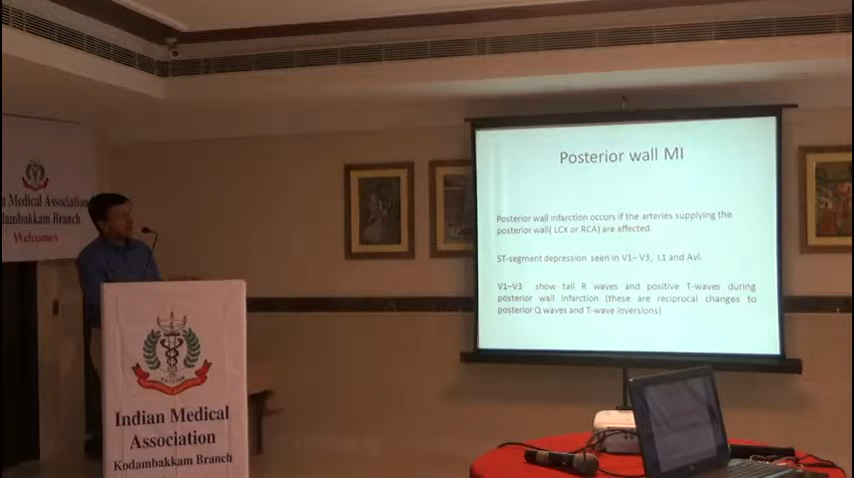 n Medical Association
dambakkam Branch
Welcomes
Indian Medical
Association
Kodambakkam Branch
Posterior wall MI
Posterior wall infarction occurs if the arteries supplying the
posterior wall( LCX or RCA) are affected.
ST-segment depression seen in V1– V3, L1 and Avl.
V1–V3 show tall R waves and positive T-waves during
posterior wall infarction (these are reciprocal changes to
posterior Q waves and T-wave inversions)